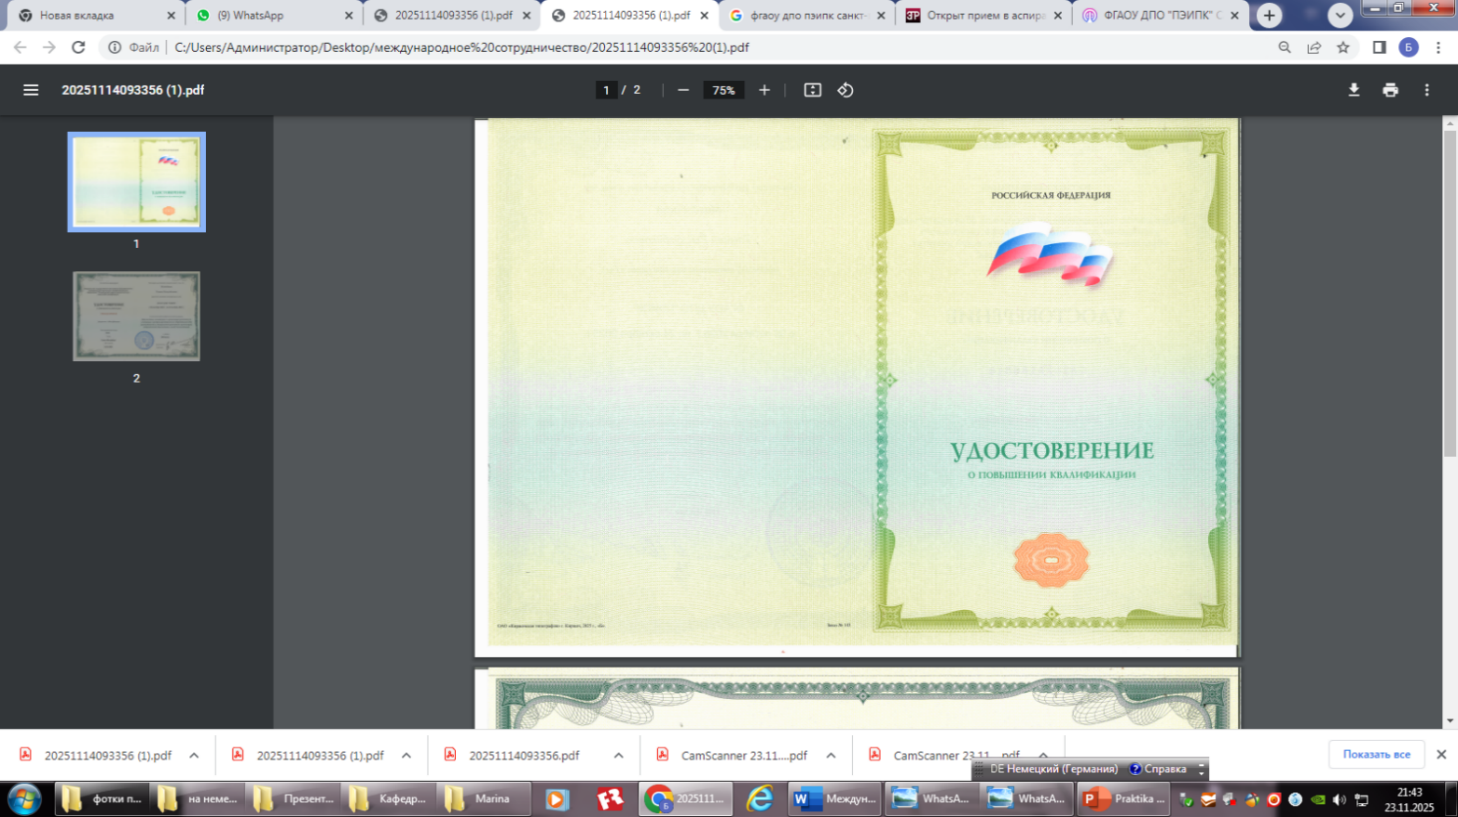 Новая вкладка
(9) WhatsApp
20251114093356 (1).pdf
20251114093356 (1).pdf
фгаоу дпо пэипк санкт-
Открыт прием в аспира
ФГАОУ ДПО "ПЭИПК" С
Файл
C:/Users/Администратор/Desktop/международное%20сотрудничество/20251114093356%20(1).pdf
Б
20251114093356 (1).pdf
1 / 2
75%
1
2
РОССИЙСКАЯ ФЕДЕРАЦИЯ
УДОСТОВЕРЕНИЕ
О ПОВЫШЕНИИ КВАЛИФИКАЦИИ
20251114093356 (1).pdf
20251114093356 (1).pdf
20251114093356.pdf
CamScanner 23.11....pdf
CamScanner 23.11....pdf
Показать все
DE Немецкий (Германия)
Справка
фотки п...
на неме...
Презент...
Кафедр...
Marina
2025111...
Междун...
WhatsA...
WhatsA...
Praktika ...
21:43
23.11.2025